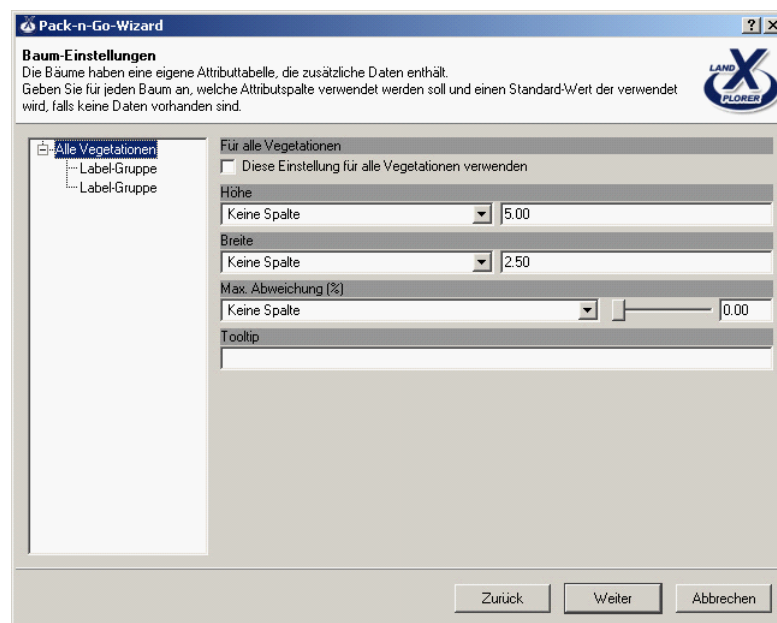 Pack-n-Go-Wizard
Baum-Einstellungen
Die Bäume haben eine eigene Attributtabelle, die zusätzliche Daten enthält.
Geben Sie für jeden Baum an, welche Attributspalte verwendet werden soll und einen Standard-Wert der verwendet
wird, falls keine Daten vorhanden sind.
LAND X
PLORER
Alle Vegetationen
Label-Gruppe
Label-Gruppe
Für alle Vegetationen
Diese Einstellung für alle Vegetationen verwenden
Höhe
Keine Spalte 5.00
Breite
Keine Spalte 2.50
Max. Abweichung (%)
Keine Spalte 0.00
Tooltip
Zurück Weiter Abbrechen